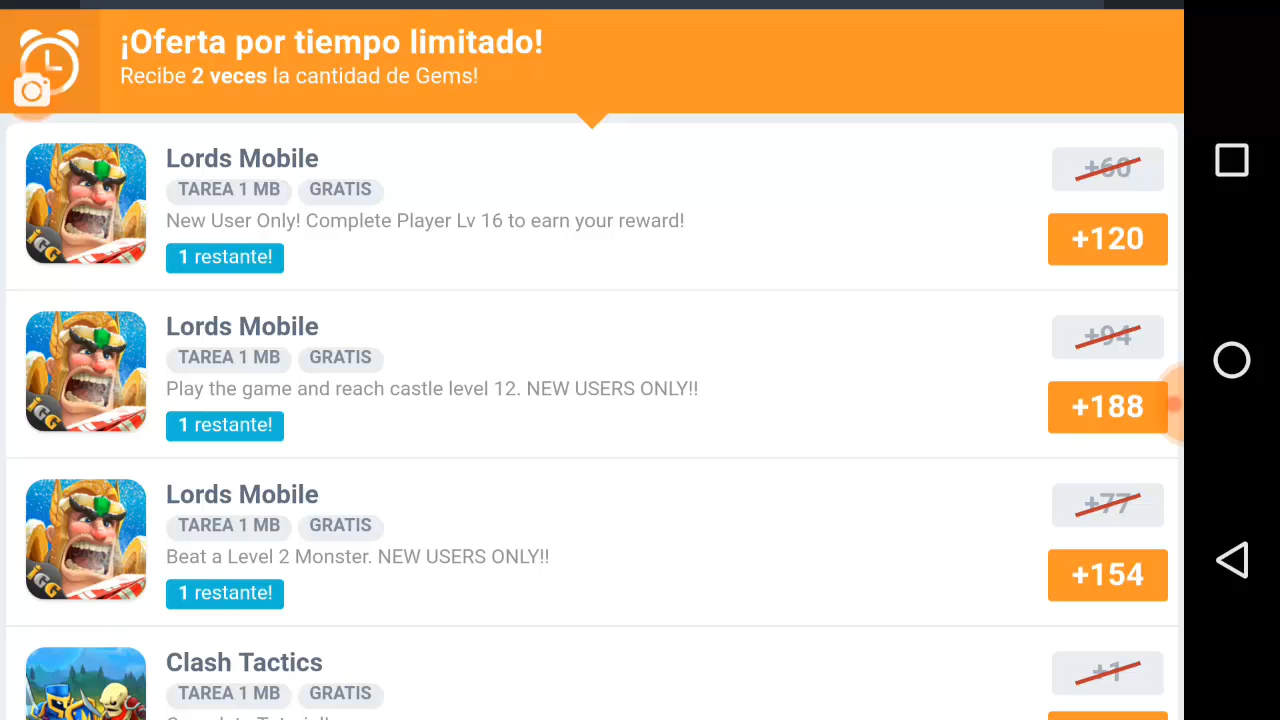 ¡Oferta por tiempo limitado!
Recibe 2 veces la cantidad de Gems!
Lords Mobile
+60
TAREA 1 MB GRATIS
New User Only! Complete Player Lv 16 to earn your reward!
+120
1 restante!
IGG
Lords Mobile
+94
TAREA 1 MB GRATIS
Play the game and reach castle level 12. NEW USERS ONLY!!
+188
1 restante!
IGG
Lords Mobile
+77
TAREA 1 MB GRATIS
Beat a Level 2 Monster. NEW USERS ONLY!!
+154
1 restante!
IGG
Clash Tactics
+1
TAREA 1 MB GRATIS